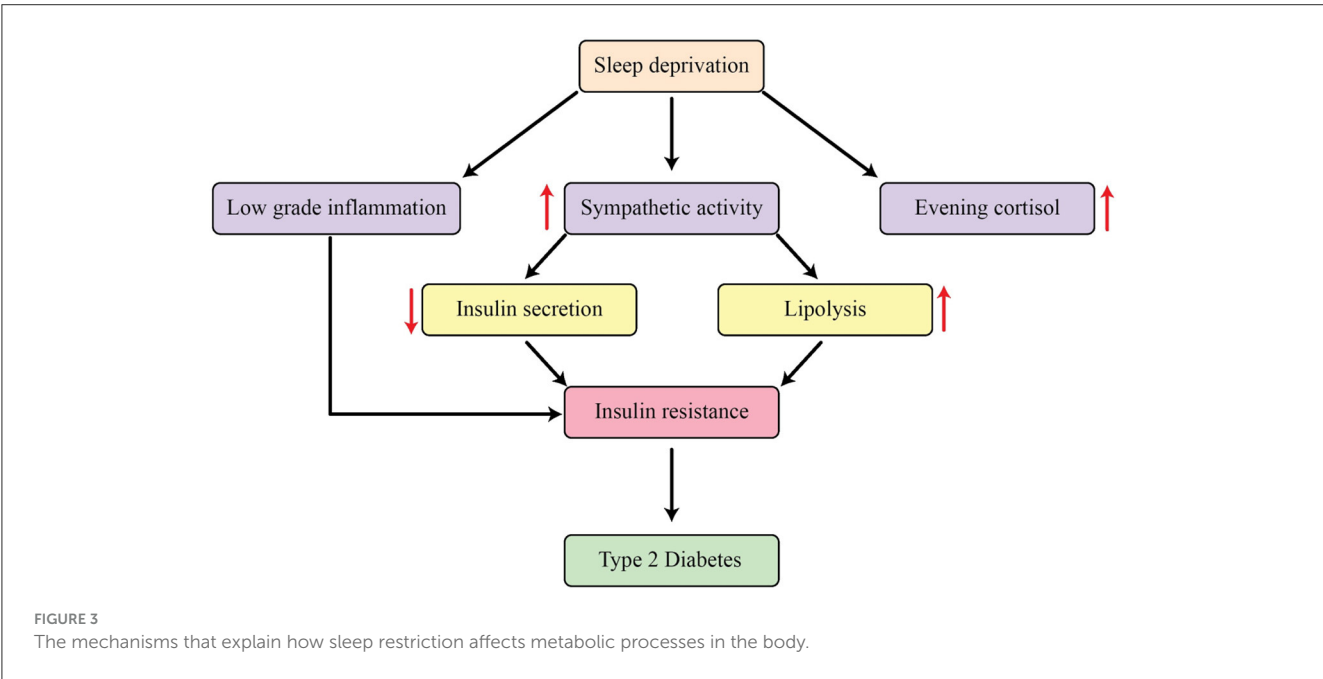 Sleep deprivation
Low grade inflammation
Sympathetic activity
Evening cortisol
Insulin secretion
Lipolysis
Insulin resistance
Type 2 Diabetes
FIGURE 3
The mechanisms that explain how sleep restriction affects metabolic processes in the body.